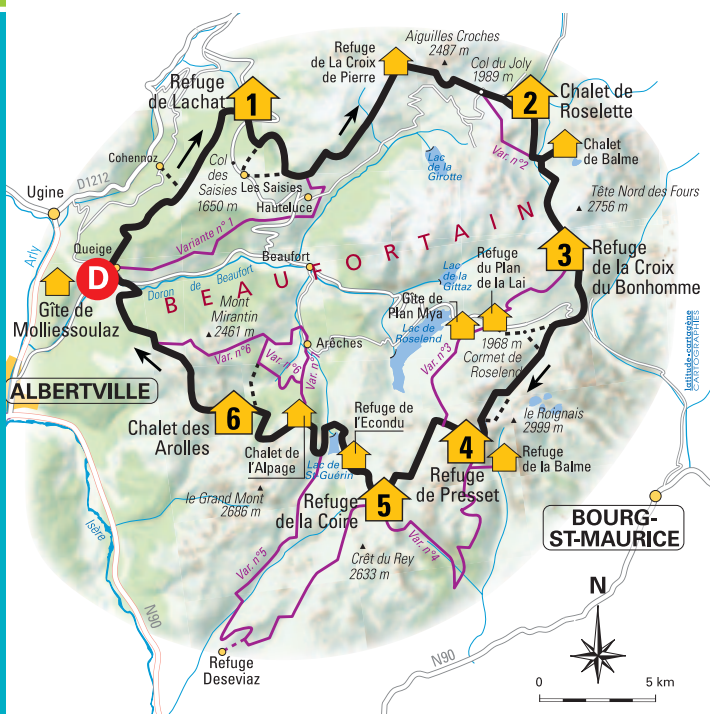 Aiguilles Croches
2487 m
Refuge
de La Croix
de Pierre
Col du Joly
1989 m
Refuge
de Lachat
1
2
Chalet de
Roselette
Cohennoz
D1212
Col
des
Saisies
1650 m
Les Saisies
Hauteluce
Lac
de la
Girotte
Var. n°2
Chalet
de Balme
Ugine
Arly
Tête Nord des Fours
2756 m
Variante n° 1
Queige
D
Gîte de
Molliessoulaz
Doron de Beaufort
Beaufort
BEAUFORTAIN
Refuge
du Plan
de la Lai
3
Refuge
de la Croix
du Bonhomme
Lac
de la
Gittaz
Gîte de
Plan Mya
Lac de
Roselend
Mont
Mirantin
2461 m
Var. n°6
Var. n°6
Var. n°7
Arêches
Var. n°3
1968 m
Cormet de
Roselend
latitude-cartagène
CARTOGRAPHIES
ALBERTVILLE
6
Chalet des
Arolles
Chalet de
l'Alpage
Refuge de
l'Econdu
le Roignais
2999 m
4
Refuge
de Presset
Refuge
de la Balme
Lac de
St-Guérin
le Grand Mont
2686 m
Refuge
de la Coire
5
BOURG-
ST-MAURICE
Isère
Var. n°5
Crêt du Rey
2633 m
Var. n°4
N
N90
Refuge
Deseviaz
N90
0
5 km